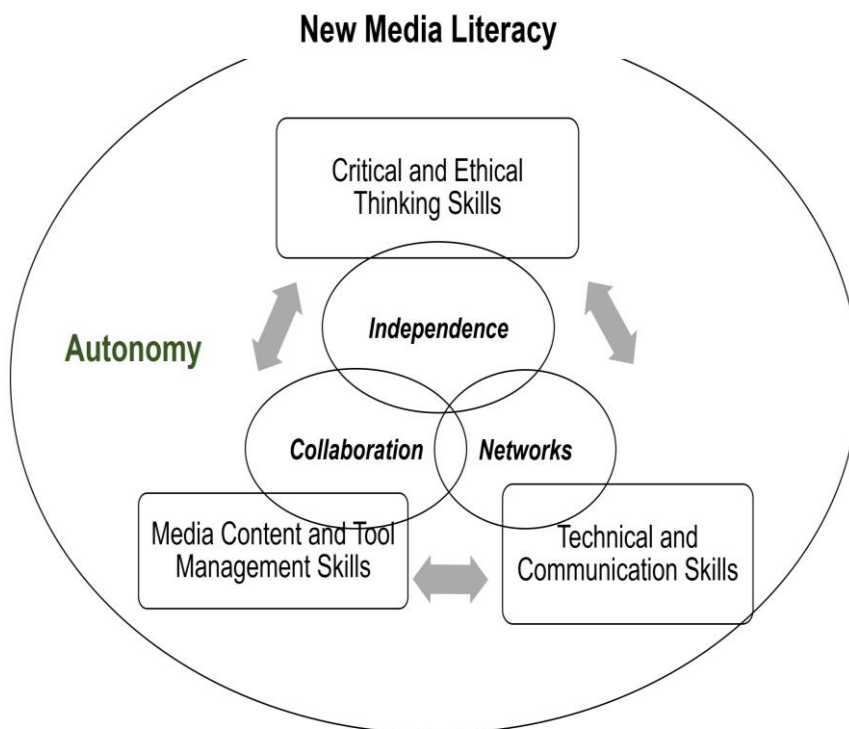 New Media Literacy
Critical and Ethical
Thinking Skills
Independence
Autonomy
Collaboration
Networks
Media Content and Tool
Management Skills
Technical and
Communication Skills